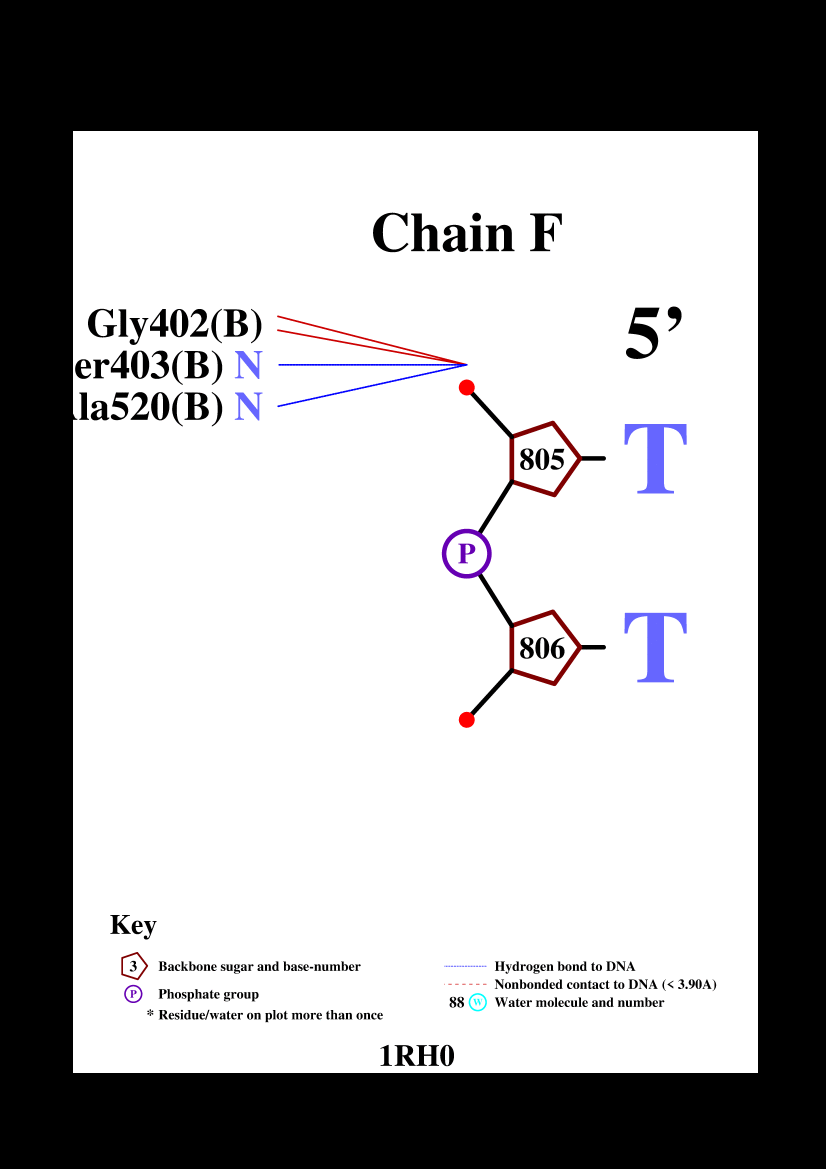 Chain F
Gly402(B)
5’
er403(B) N
la520(B) N
805
T
P
806
T
Key
3 Backbone sugar and base-number
P Phosphate group
* Residue/water on plot more than once
Hydrogen bond to DNA
Nonbonded contact to DNA (< 3.90A)
88 W Water molecule and number
1RH0